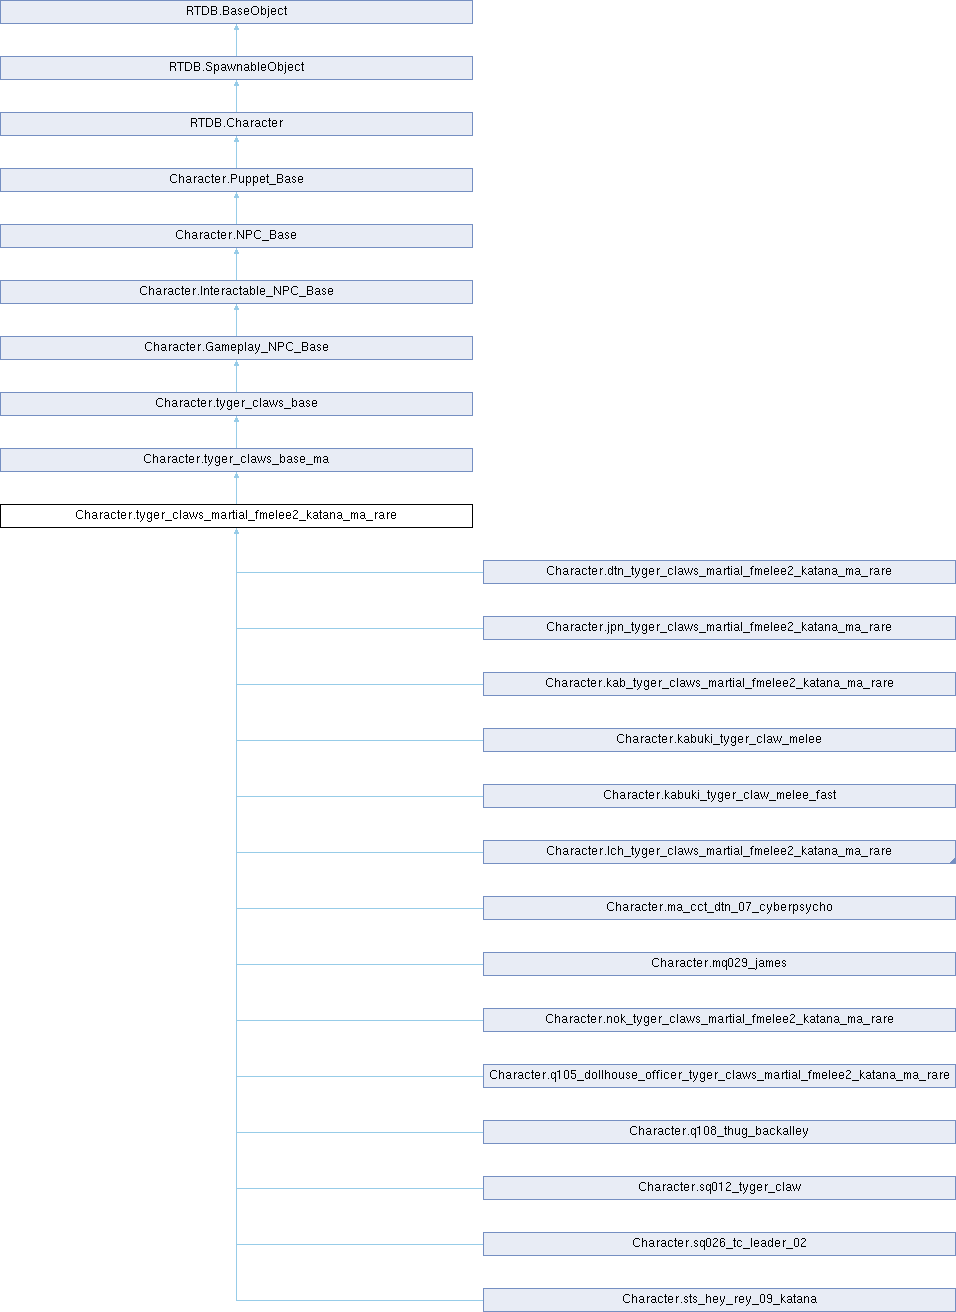 RTDB.BaseObject
RTDB.SpawnableObject
RTDB.Character
Character.Puppet_Base
Character.NPC_Base
Character.Interactable_NPC_Base
Character.Gameplay_NPC_Base
Character.tyger_claws_base
Character.tyger_claws_base_ma
Character.tyger_claws_martial_fmelee2_katana_ma_rare
Character.dtn_tyger_claws_martial_fmelee2_katana_ma_rare
Character.jpn_tyger_claws_martial_fmelee2_katana_ma_rare
Character.kab_tyger_claws_martial_fmelee2_katana_ma_rare
Character.kabuki_tyger_claw_melee
Character.kabuki_tyger_claw_melee_fast
Character.lch_tyger_claws_martial_fmelee2_katana_ma_rare
Character.ma_cct_dtn_07_cyberpsycho
Character.mq029_james
Character.nok_tyger_claws_martial_fmelee2_katana_ma_rare
Character.q105_dollhouse_officer_tyger_claws_martial_fmelee2_katana_ma_rare
Character.q108_thug_backalley
Character.sq012_tyger_claw
Character.sq026_tc_leader_02
Character.sts_hey_rey_09_katana